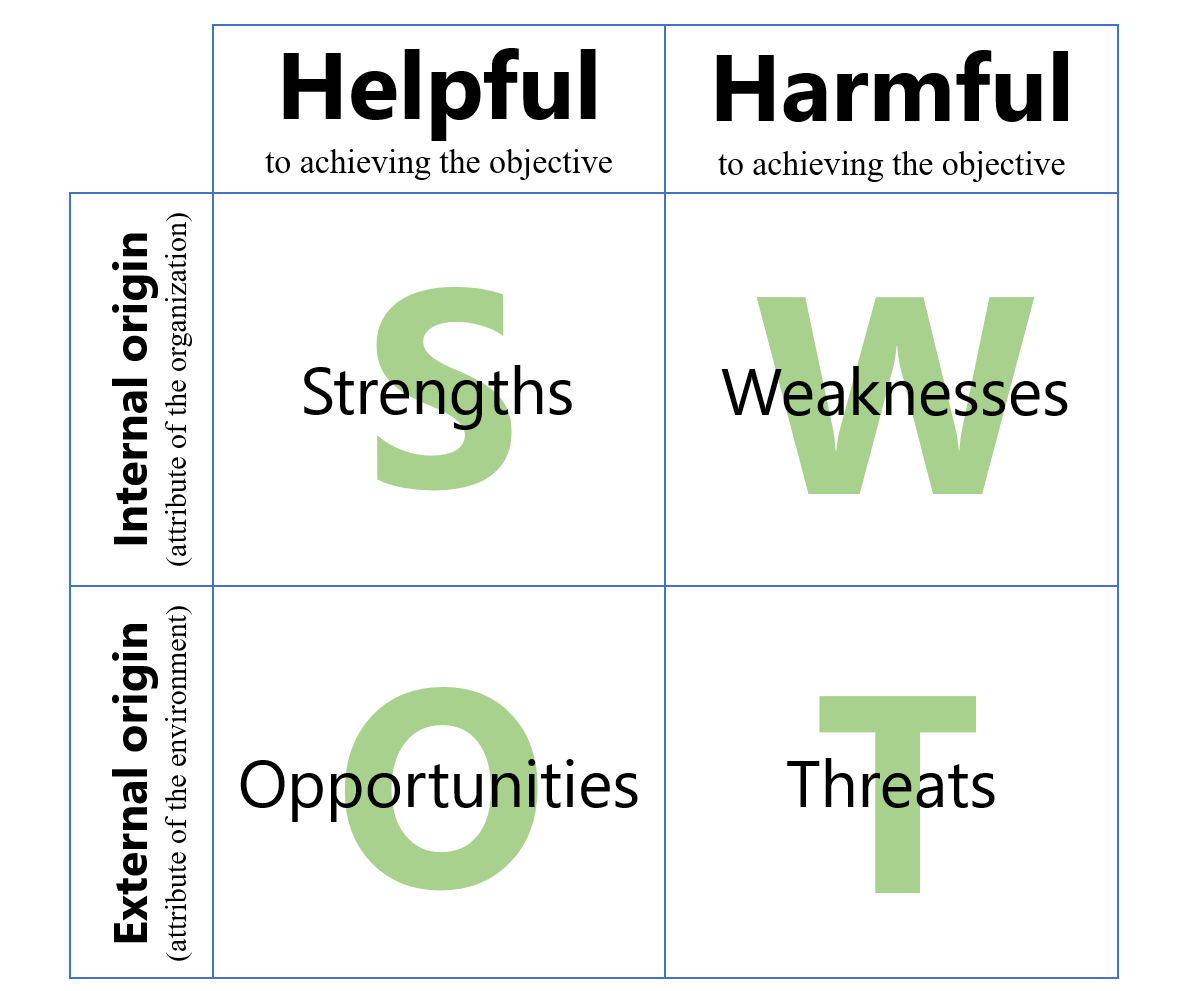 Helpful
to achieving the objective
Harmful
to achieving the objective
Internal origin
(attribute of the organization)
S
Strengths
W
Weaknesses
External origin
(attribute of the environment)
O
Opportunities
T
Threats